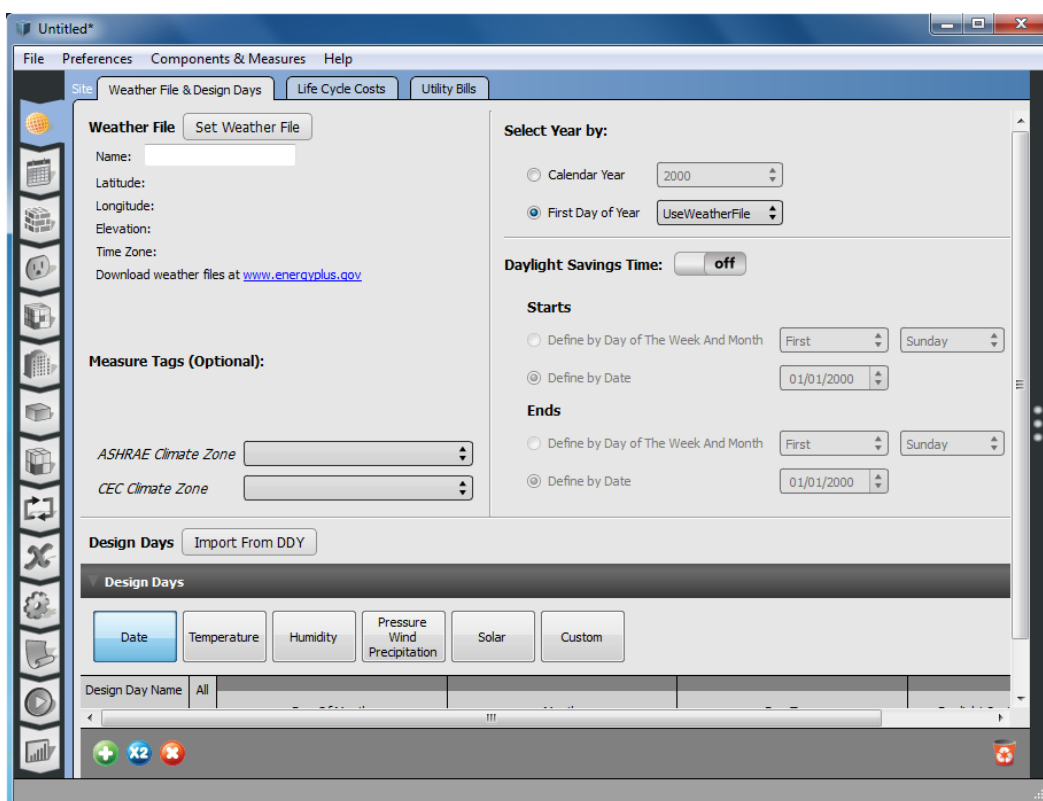 Untitled*
File Preferences Components & Measures Help
Site Weather File & Design Days Life Cycle Costs Utility Bills
Weather File Set Weather File
Name:
Latitude:
Longitude:
Elevation:
Time Zone:
Download weather files at www.energyplus.gov
Measure Tags (Optional):
ASHRAE Climate Zone
CEC Climate Zone
Select Year by:
Calendar Year 2000
First Day of Year UseWeatherFile
Daylight Savings Time: off
Starts
Define by Day of The Week And Month First Sunday
Define by Date 01/01/2000
Ends
Define by Day of The Week And Month First Sunday
Define by Date 01/01/2000
Design Days Import From DDY
Design Days
Date
Temperature
Humidity
Pressure
Wind
Precipitation
Solar
Custom
Design Day Name All
X2